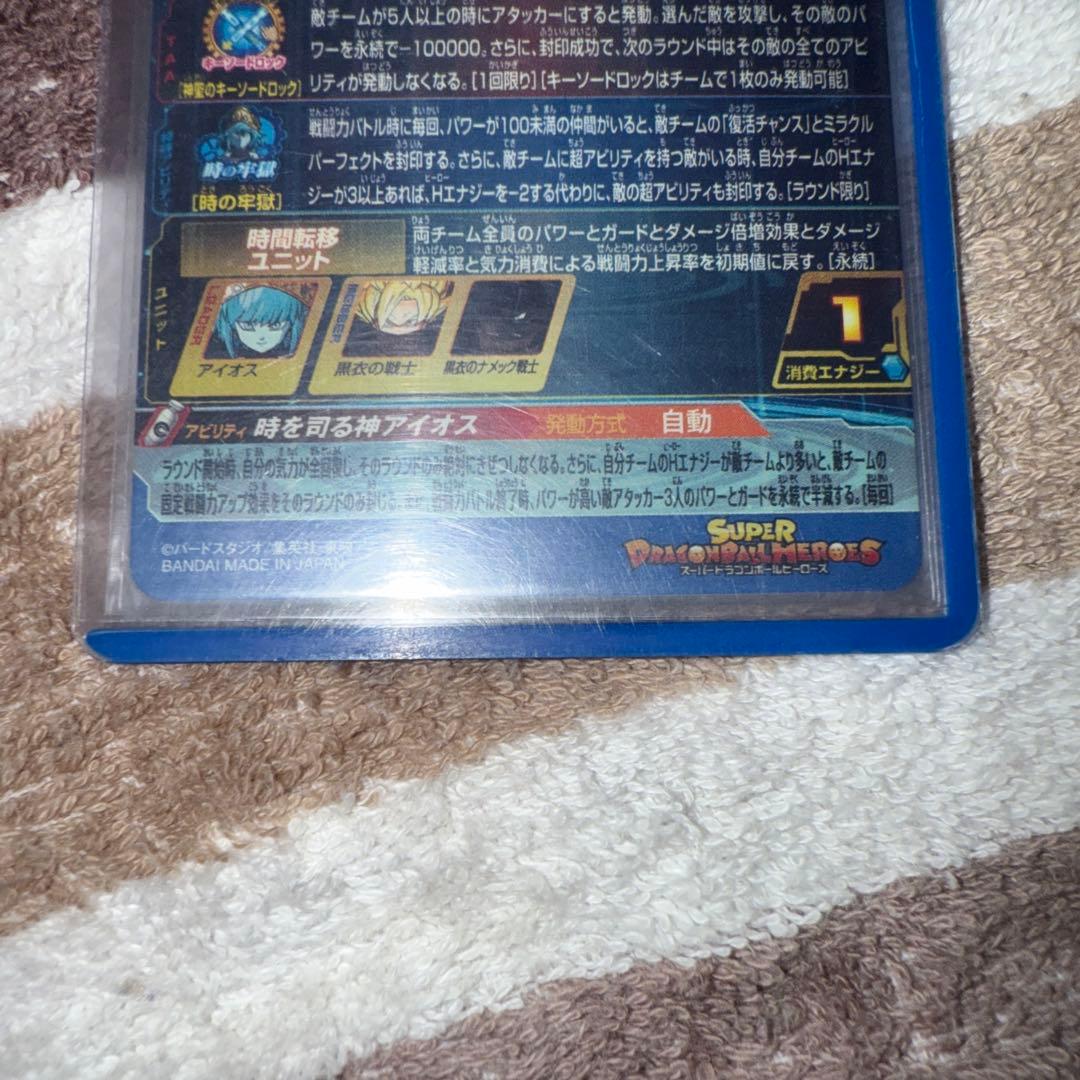 敵チームが5人以上の時にアタッカーにすると発動。選んだ敵を攻撃し、その敵のパ
ワーを永続で-100000。さらに、封印成功で、次のラウンド中はその敵の全てのアビ
リティが発動しなくなる。[1回限り][キーソードロックはチームで1枚のみ発動可能]
キーソードロック
[神聖のキーソードロック]
戦闘力バトル時に毎回、パワーが100未満の仲間がいると、敵チームの「復活チャンス」とミラクル
パーフェクトを封印する。さらに、敵チームに超アビリティを持つ敵がいる時、自分チームのHエナ
ジーが3以上あれば、Hエナジーを-2する代わりに、敵の超アビリティも封印する。[ラウンド限り]
時の牢獄
[時の牢獄]
時間転移
ユニット
両チーム全員のパワーとガードとダメージ倍増効果とダメージ
軽減率と気力消費による戦闘力上昇率を初期値に戻す。[永続]
ユニット
アイオス
黒衣の戦士
黒衣のナメック戦士
1
消費エナジー
アビリティ 時を司る神アイオス 発動方式 自動
ラウンド開始時、自分の気力が全回復し、そのラウンドのみ絶対にきぜつしなくなる。さらに、自分チームのHエナジーが敵チームより多いと、敵チームの
固定戦闘力アップ効果をそのラウンドのみ封じる。 戦闘力バトル終了時、パワーが高い敵アタッカー3人のパワーとガードを永続で半減する。[毎回]
©バードスタジオ/集英社
BANDAI MADE IN JAPAN
SUPER
DRAGONBALL HEROES
スーパードラゴンボールヒーローズ